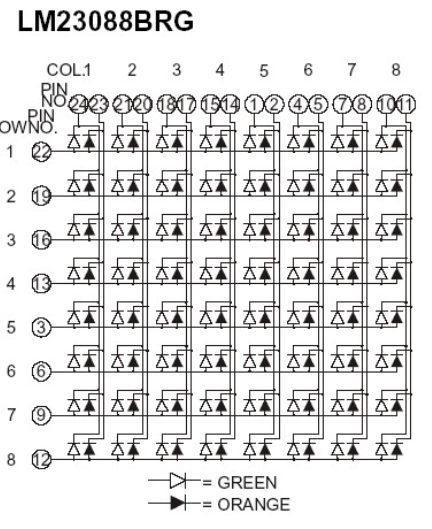 LM23088BRG
COL.1 2 3 4 5 6 7 8
PIN
NO. 24 23 21 20 18 17 15 14 1 2 4 5 7 8 10 11
PIN
OWNO.
1 22
2 19
3 16
4 13
5 3
6 6
7 9
8 12
= GREEN
= ORANGE